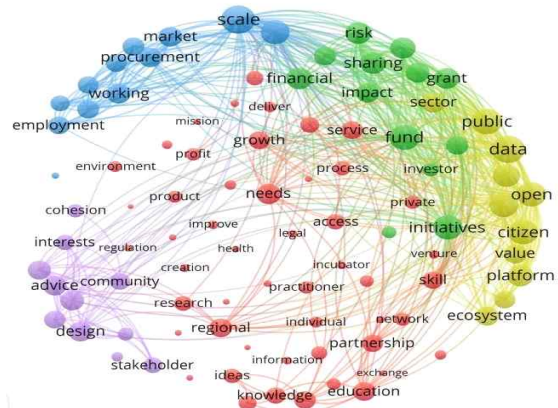 scale
risk
market
procurement
sharing
financial
grant
working
impact
sector
deliver
employment
mission
service
fund
public
growth
data
profit
environment
process
investor
needs
open
product
private
cohesion
improve
access
initiatives
citizen
interests
regulation
health
legal
value
venture
creation
incubator
advice
community
skill
platform
practitioner
research
ecosystem
design
regional
individual
network
partnership
stakeholder
information
ideas
exchange
knowledge
education